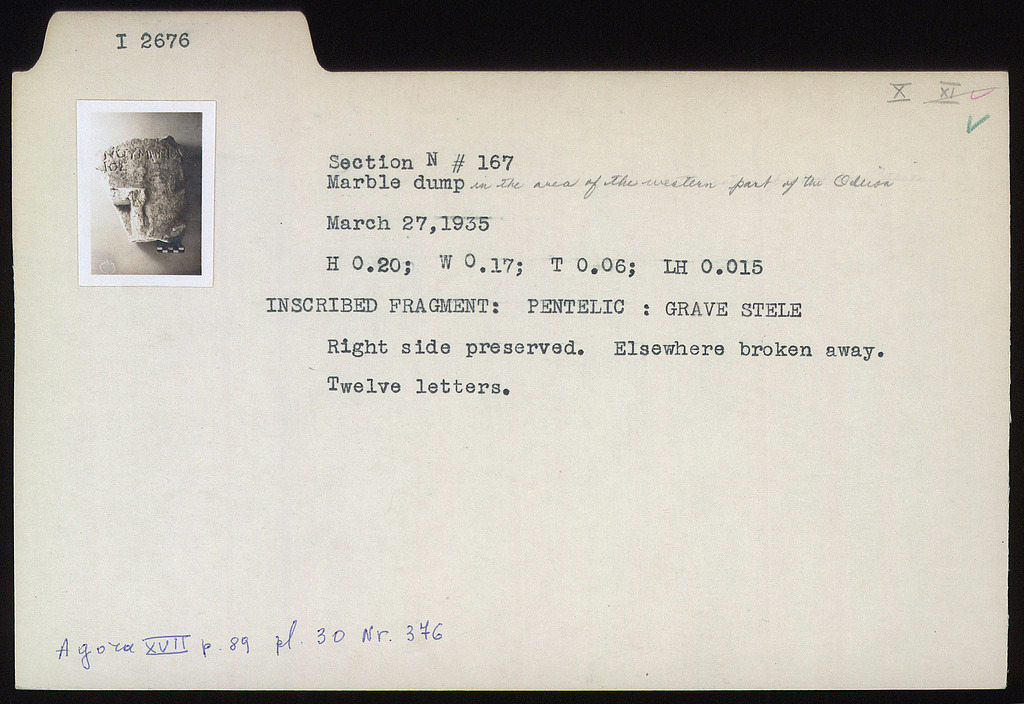 I 2676
X XI
Section N # 167
Marble dump in the area of the western part of the Odeion
March 27, 1935
H 0.20; W 0.17; T 0.06; LH 0.015
INSCRIBED FRAGMENT: PENTELIC : GRAVE STELE
Right side preserved. Elsewhere broken away.
Twelve letters.
Agora XVII p. 89 pl. 30 Nr. 376